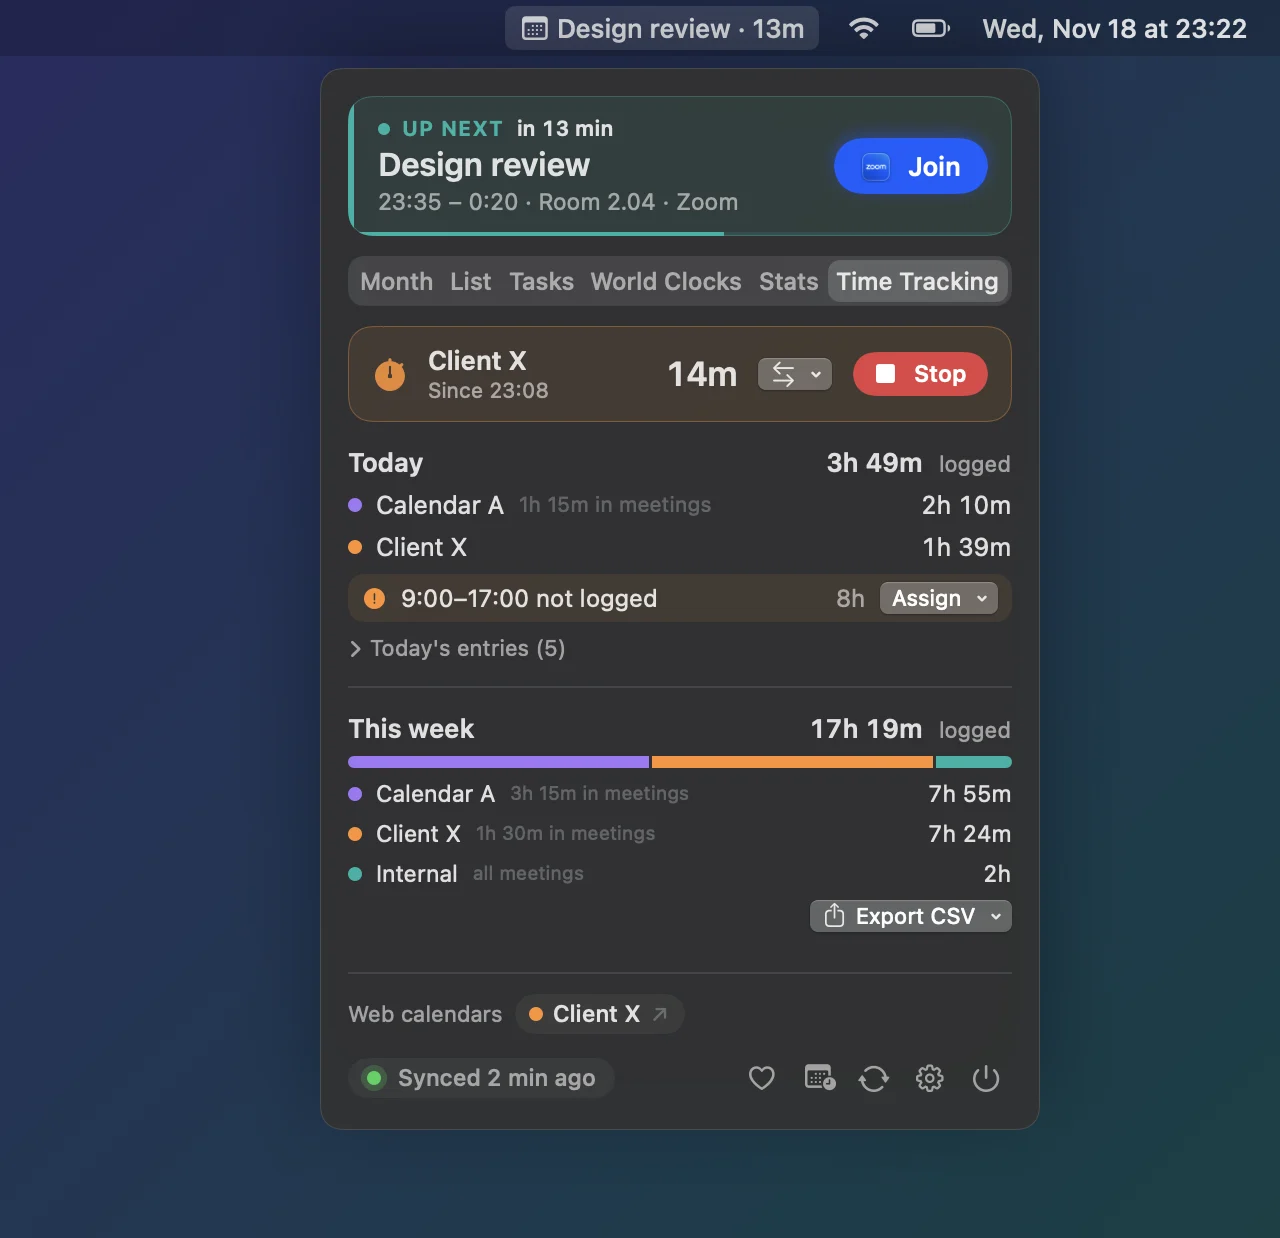 Design review · 13m
Wed, Nov 18 at 23:22
UP NEXT in 13 min
Design review
23:35 – 0:20 · Room 2.04 · Zoom
zoom Join
Month List Tasks World Clocks Stats Time Tracking
Client X
Since 23:08
14m
Stop
Today 3h 49m logged
Calendar A 1h 15m in meetings 2h 10m
Client X 1h 39m
9:00–17:00 not logged 8h Assign
Today's entries (5)
This week 17h 19m logged
Calendar A 3h 15m in meetings 7h 55m
Client X 1h 30m in meetings 7h 24m
Internal all meetings 2h
Export CSV
Web calendars Client X
Synced 2 min ago